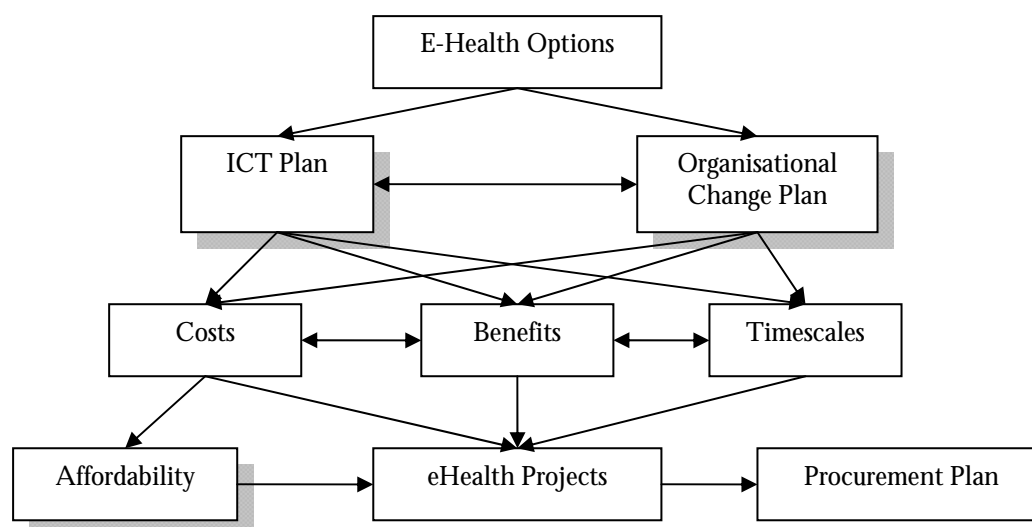 E-Health Options
ICT Plan
Organisational
Change Plan
Costs
Benefits
Timescales
Affordability
eHealth Projects
Procurement Plan